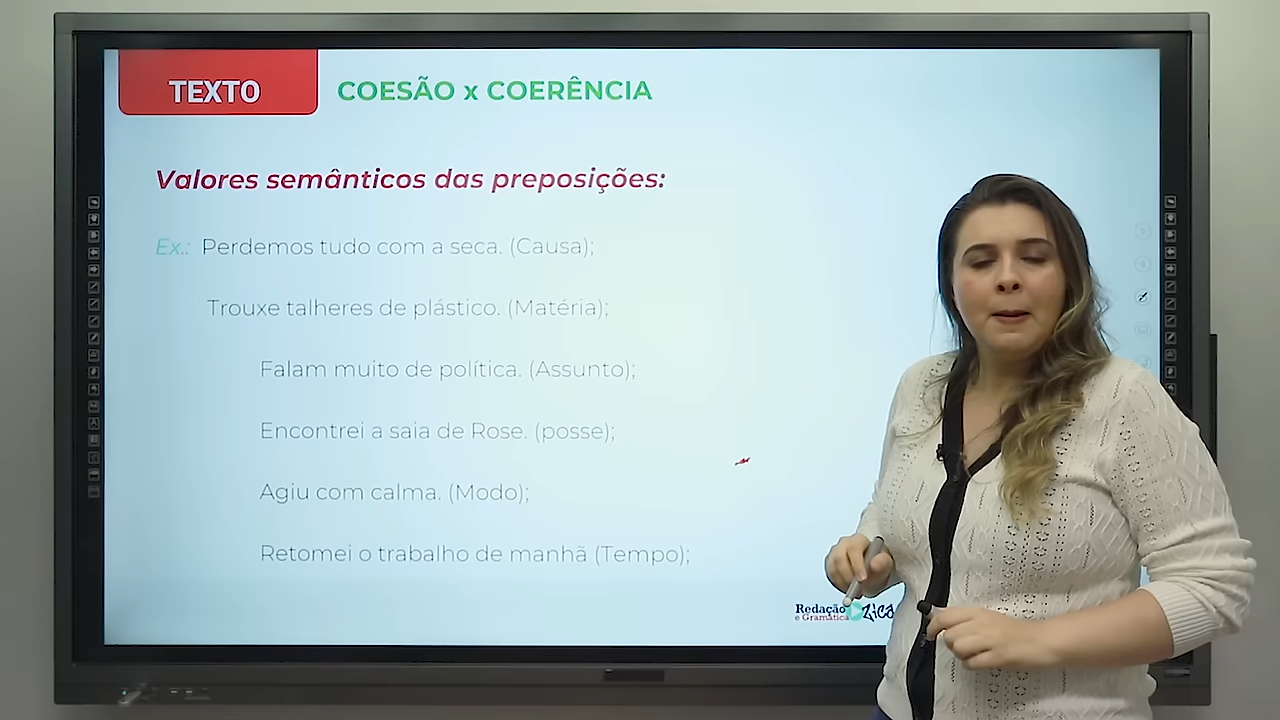 TEXTO
COESÃO x COERÊNCIA
Valores semânticos das preposições:
Ex.: Perdemos tudo com a seca. (Causa);
Trouxe talheres de plástico. (Matéria);
Falam muito de política. (Assunto);
Encontrei a saia de Rose. (posse);
Agiu com calma. (Modo);
Retomei o trabalho de manhã (Tempo);
Redação
e Gramática
Zica